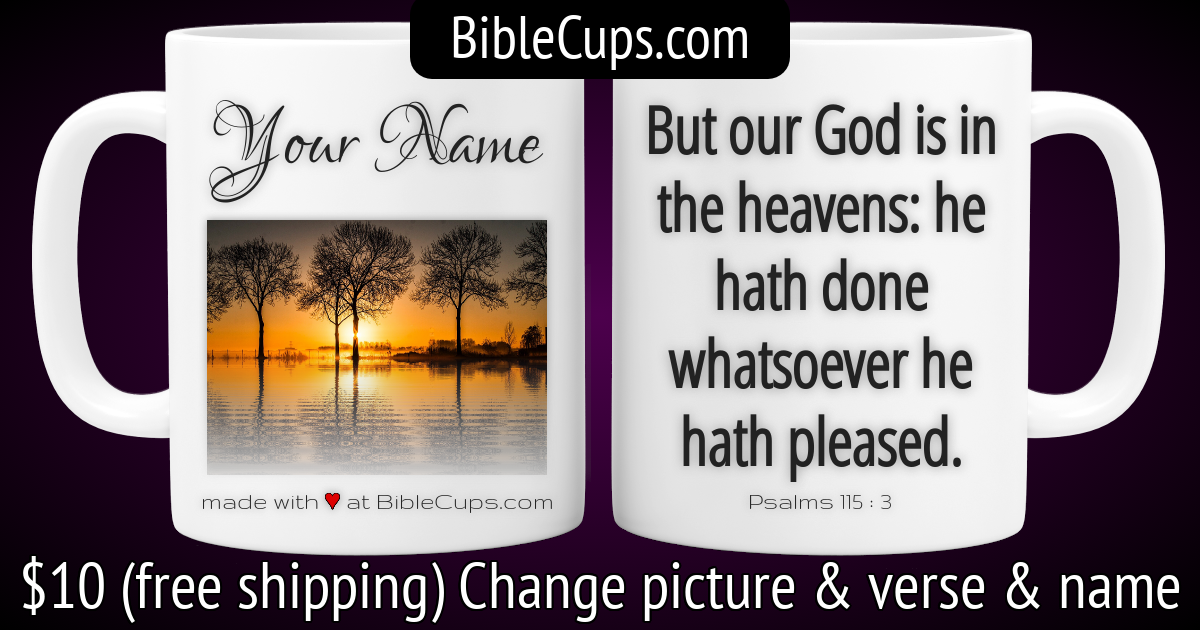 BibleCups.com
Your Name
made with ♥ at BibleCups.com
But our God is in
the heavens: he
hath done
whatsoever he
hath pleased.
Psalms 115 : 3
$10 (free shipping) Change picture & verse & name